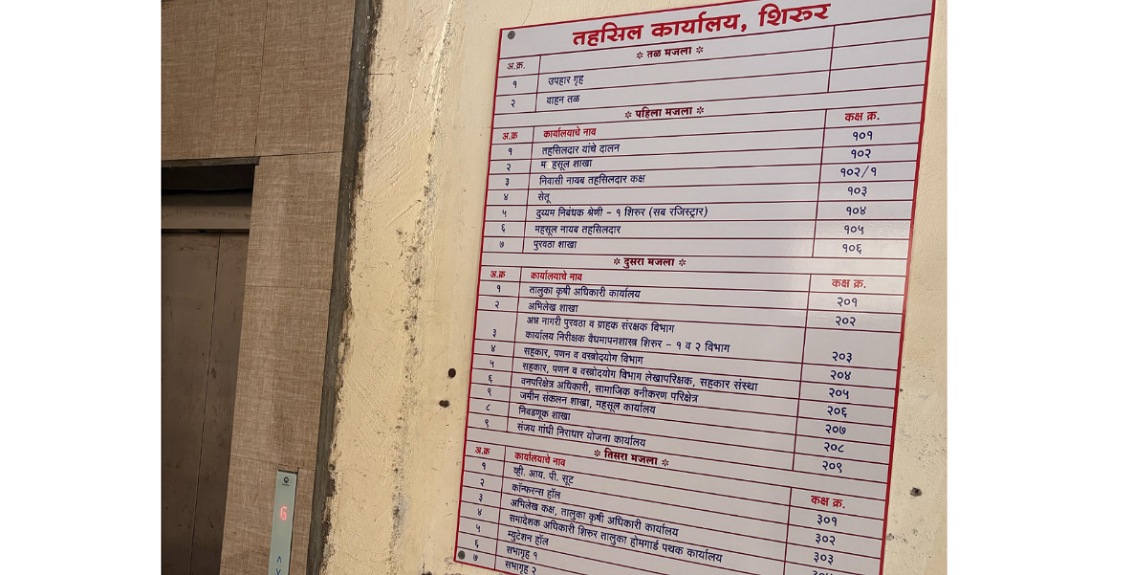 तहसिल कार्यालय, शिरुर
अ.क्र. ❉ तळ मजला ❉
१ उपहार गृह
२ वाहन तळ
❉ पहिला मजला ❉
अ.क्र कार्यालयाचे नाव कक्ष क्र.
१ तहसिलदार यांचे दालन १०१
२ महसूल शाखा १०२
३ निवासी नायब तहसिलदार कक्ष १०२/१
४ सेतू १०३
५ दुय्यम निबंधक श्रेणी - १ शिरुर (सब रजिस्ट्रार) १०४
६ महसूल नायब तहसिलदार १०५
७ पुरवठा शाखा १०६
❉ दुसरा मजला ❉
अ.क्र कार्यालयाचे नाव कक्ष क्र.
१ तालुका कृषी अधिकारी कार्यालय २०१
२ अभिलेख शाखा २०२
अन्न नागरी पुरवठा व ग्राहक संरक्षक विभाग
३ कार्यालय निरीक्षक वैधमापनशास्त्र शिरुर - १ व २ विभाग २०३
४ सहकार, पणन व वस्त्रोदयोग विभाग २०४
५ सहकार, पणन व वस्त्रोदयोग विभाग लेखापरिक्षक, सहकार संस्था २०५
६ वनपरिक्षेत्र अधिकारी, सामाजिक वनीकरण परिक्षेत्र २०६
९ जमीन संकलन शाखा, महसूल कार्यालय २०७
८ निवडणूक शाखा २०८
९ संजय गांधी निराधार योजना कार्यालय २०९
❉ तिसरा मजला ❉
अ.क्र कार्यालयाचे नाव कक्ष क्र.
१ व्ही. आय. पी. सूट ३०१
२ कॉन्फरन्स हॉल ३०२
३ अभिलेख कक्ष, तालुका कृषी अधिकारी कार्यालय ३०३
४ समादेशक अधिकारी शिरुर तालुका होमगार्ड पथक कार्यालय
५ म्युटेशन हॉल
६ सभागृह १
७ सभागृह २
6